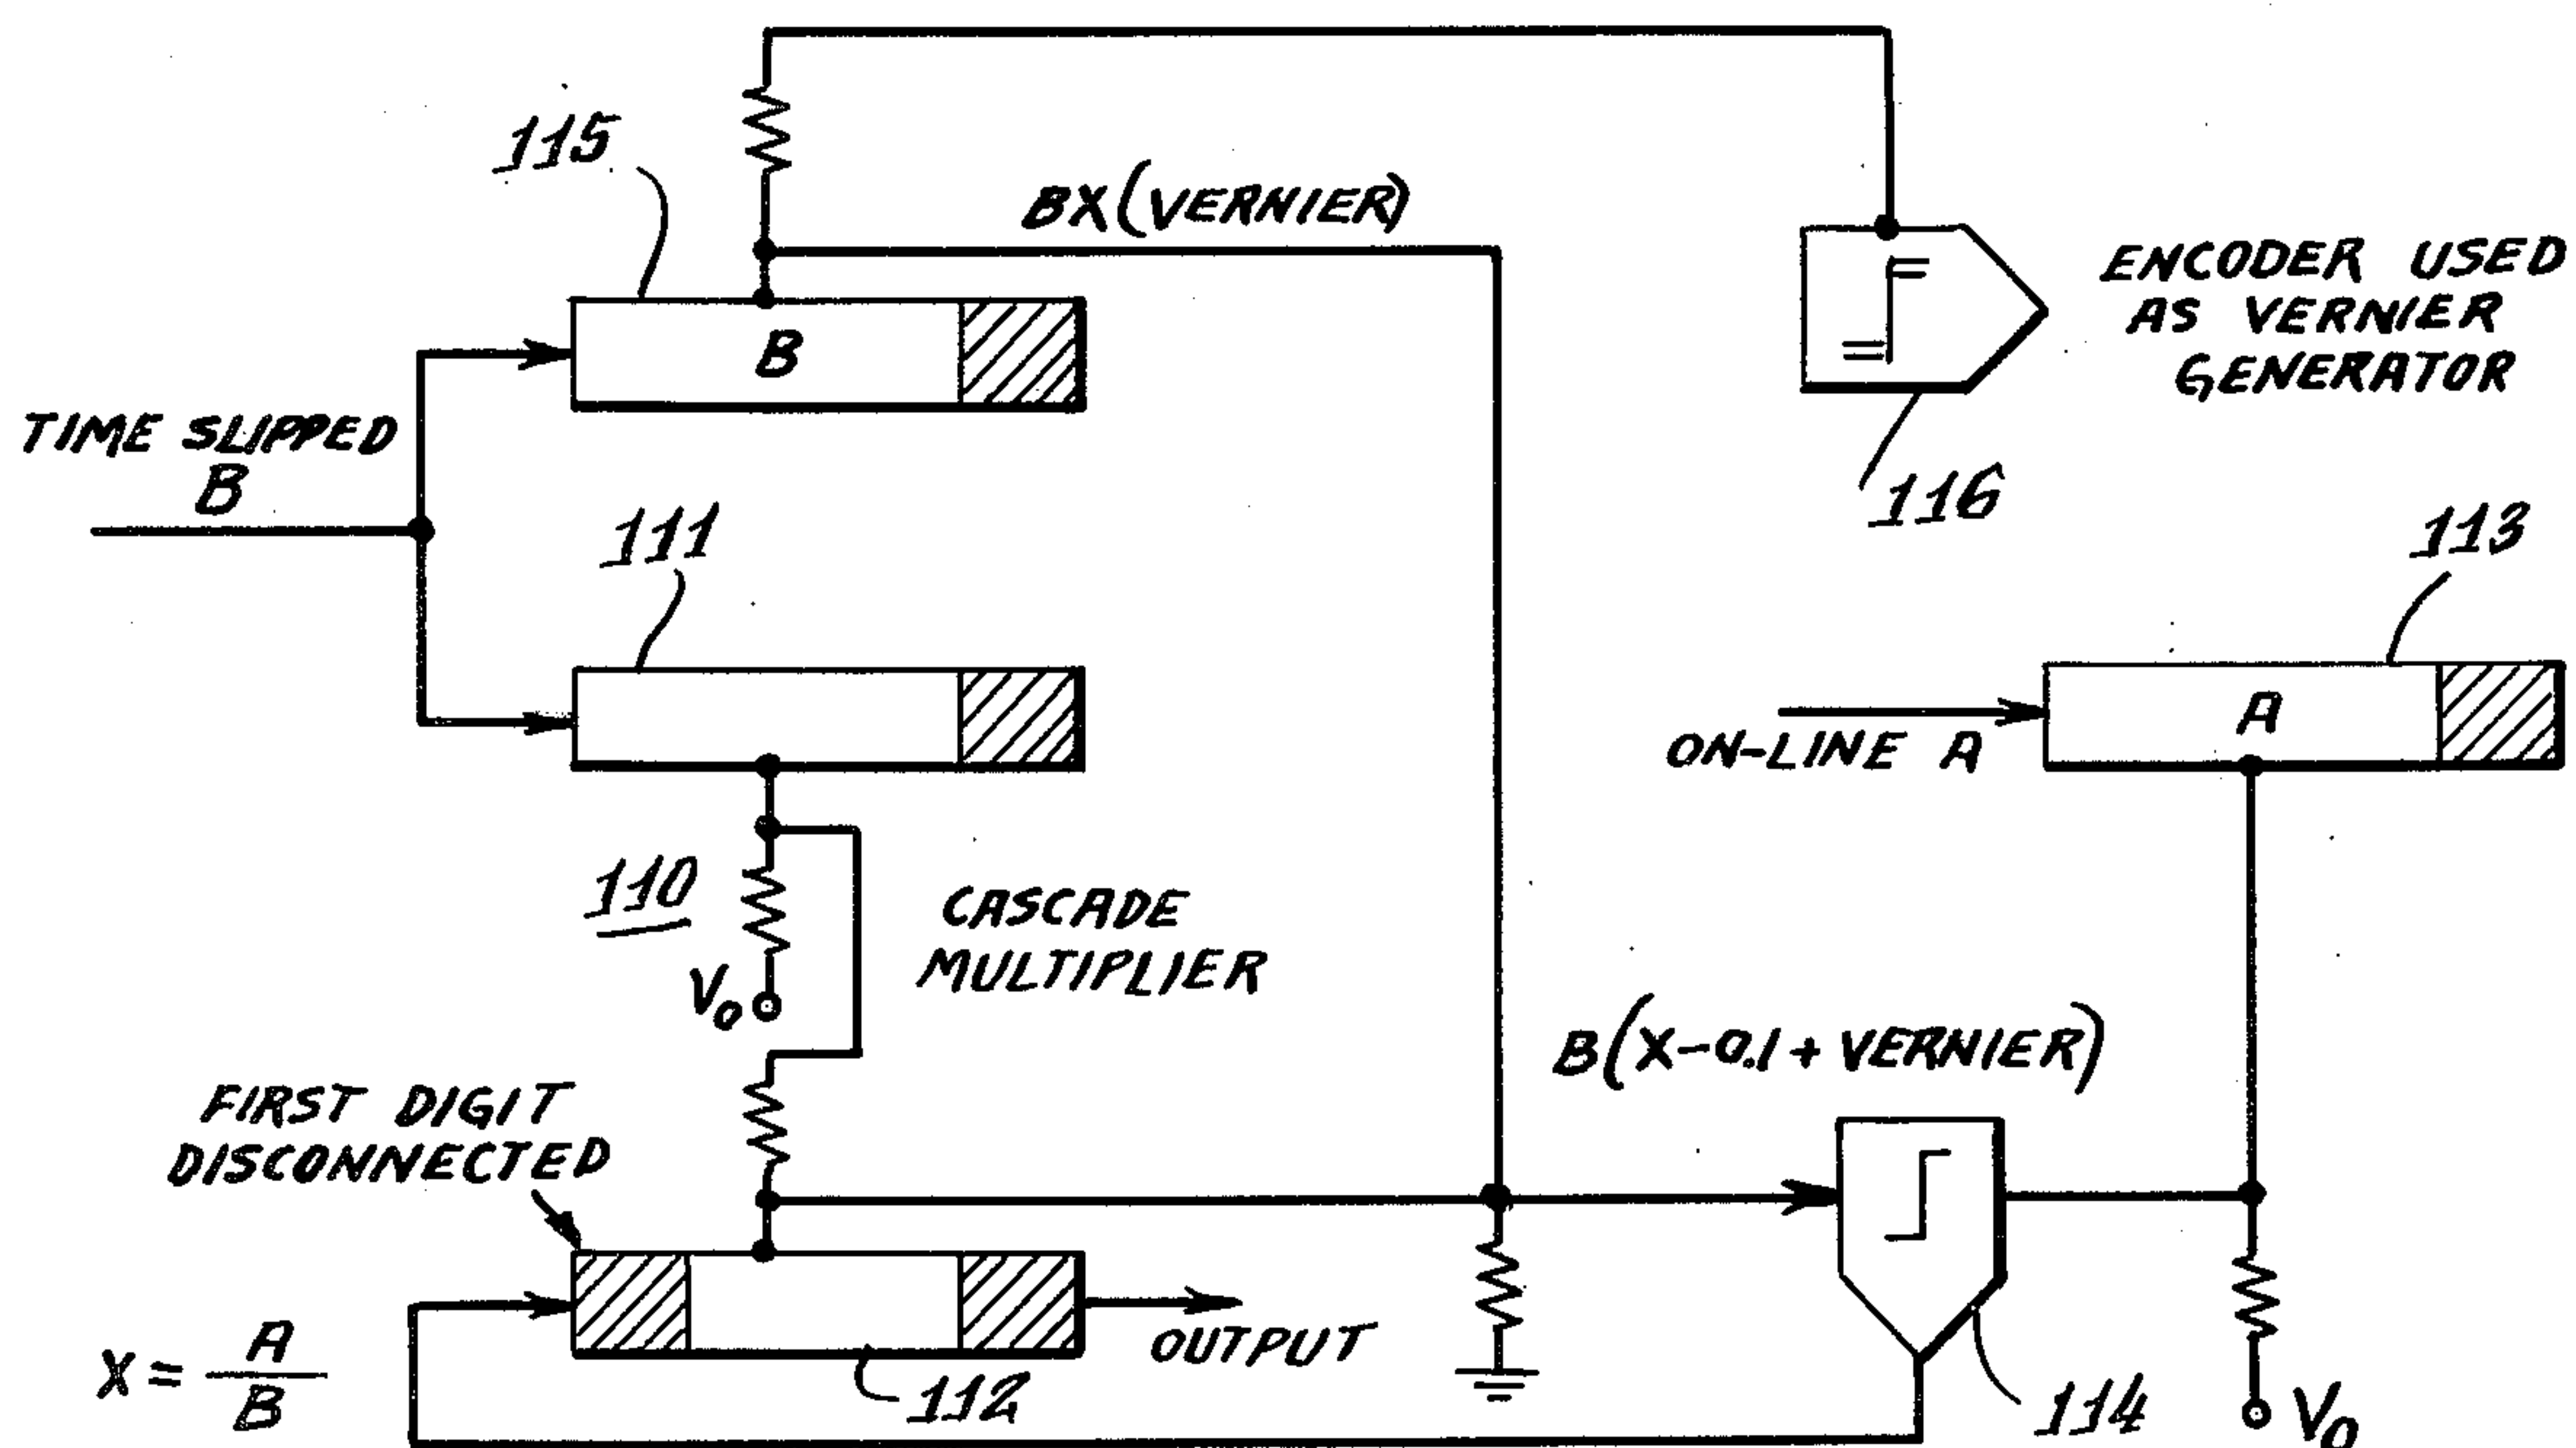 115
BX (VERNIER)
B
ENCODER USED
AS VERNIER
GENERATOR
TIME SLIPPED
B
116
111
113
A
ON-LINE A
110
CASCADE
MULTIPLIER
V₀
B(X-0.1 + VERNIER)
FIRST DIGIT
DISCONNECTED
OUTPUT
X = A/B
112
114
V₀